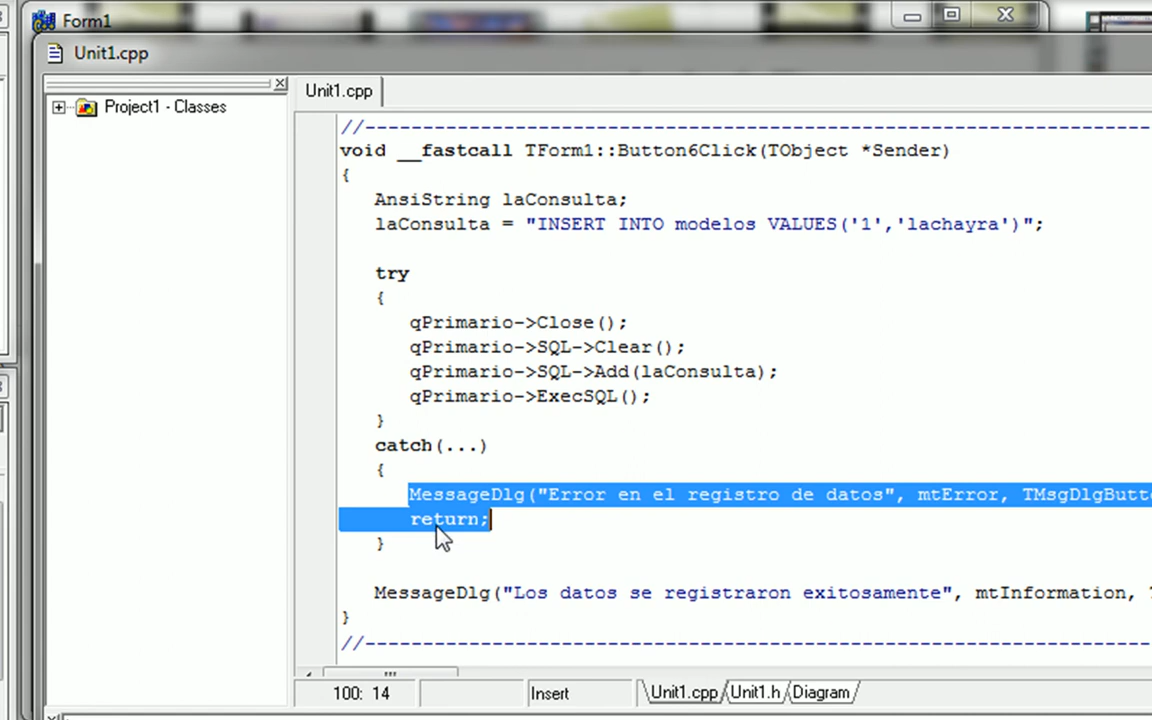 Form1
Unit1.cpp
Project1 - Classes
Unit1.cpp
//------------------------------------------------------------------
void __fastcall TForm1::Button6Click(TObject *Sender)
{
AnsiString laConsulta;
laConsulta = "INSERT INTO modelos VALUES('1','lachayra')";
try
{
qPrimario->Close();
qPrimario->SQL->Clear();
qPrimario->SQL->Add(laConsulta);
qPrimario->ExecSQL();
}
catch(...)
{
MessageDlg("Error en el registro de datos", mtError, TMsgDlgButto
return;
}
MessageDlg("Los datos se registraron exitosamente", mtInformation,
}
//------------------------------------------------------------------
100: 14
Insert
Unit1.cpp
Unit1.h
Diagram